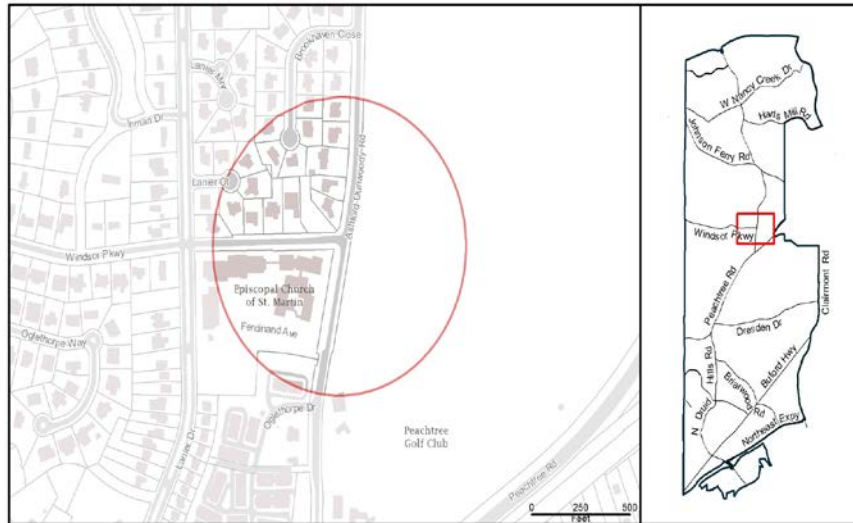 Brookhaven Close
Lanier Mnr
Inman Dr
Ashford-Dunwoody Rd
Lanier Ct
Windsor Pkwy
Episcopal Church
of St. Martin
Ferdinand Ave
Oglethorpe Way
Oglethorpe Dr
Lanier Dr
Peachtree
Golf Club
Peachtree Rd
0 250 500
Feet
W Nancy Creek Dr
Harts Mill Rd
Johnson Ferry Rd
Windsor Pkwy
Clairmont Rd
Peachtree Rd
Dresden Dr
Buford Hwy
N Druid Hills Rd
Briarwood Rd
Northeast Expy